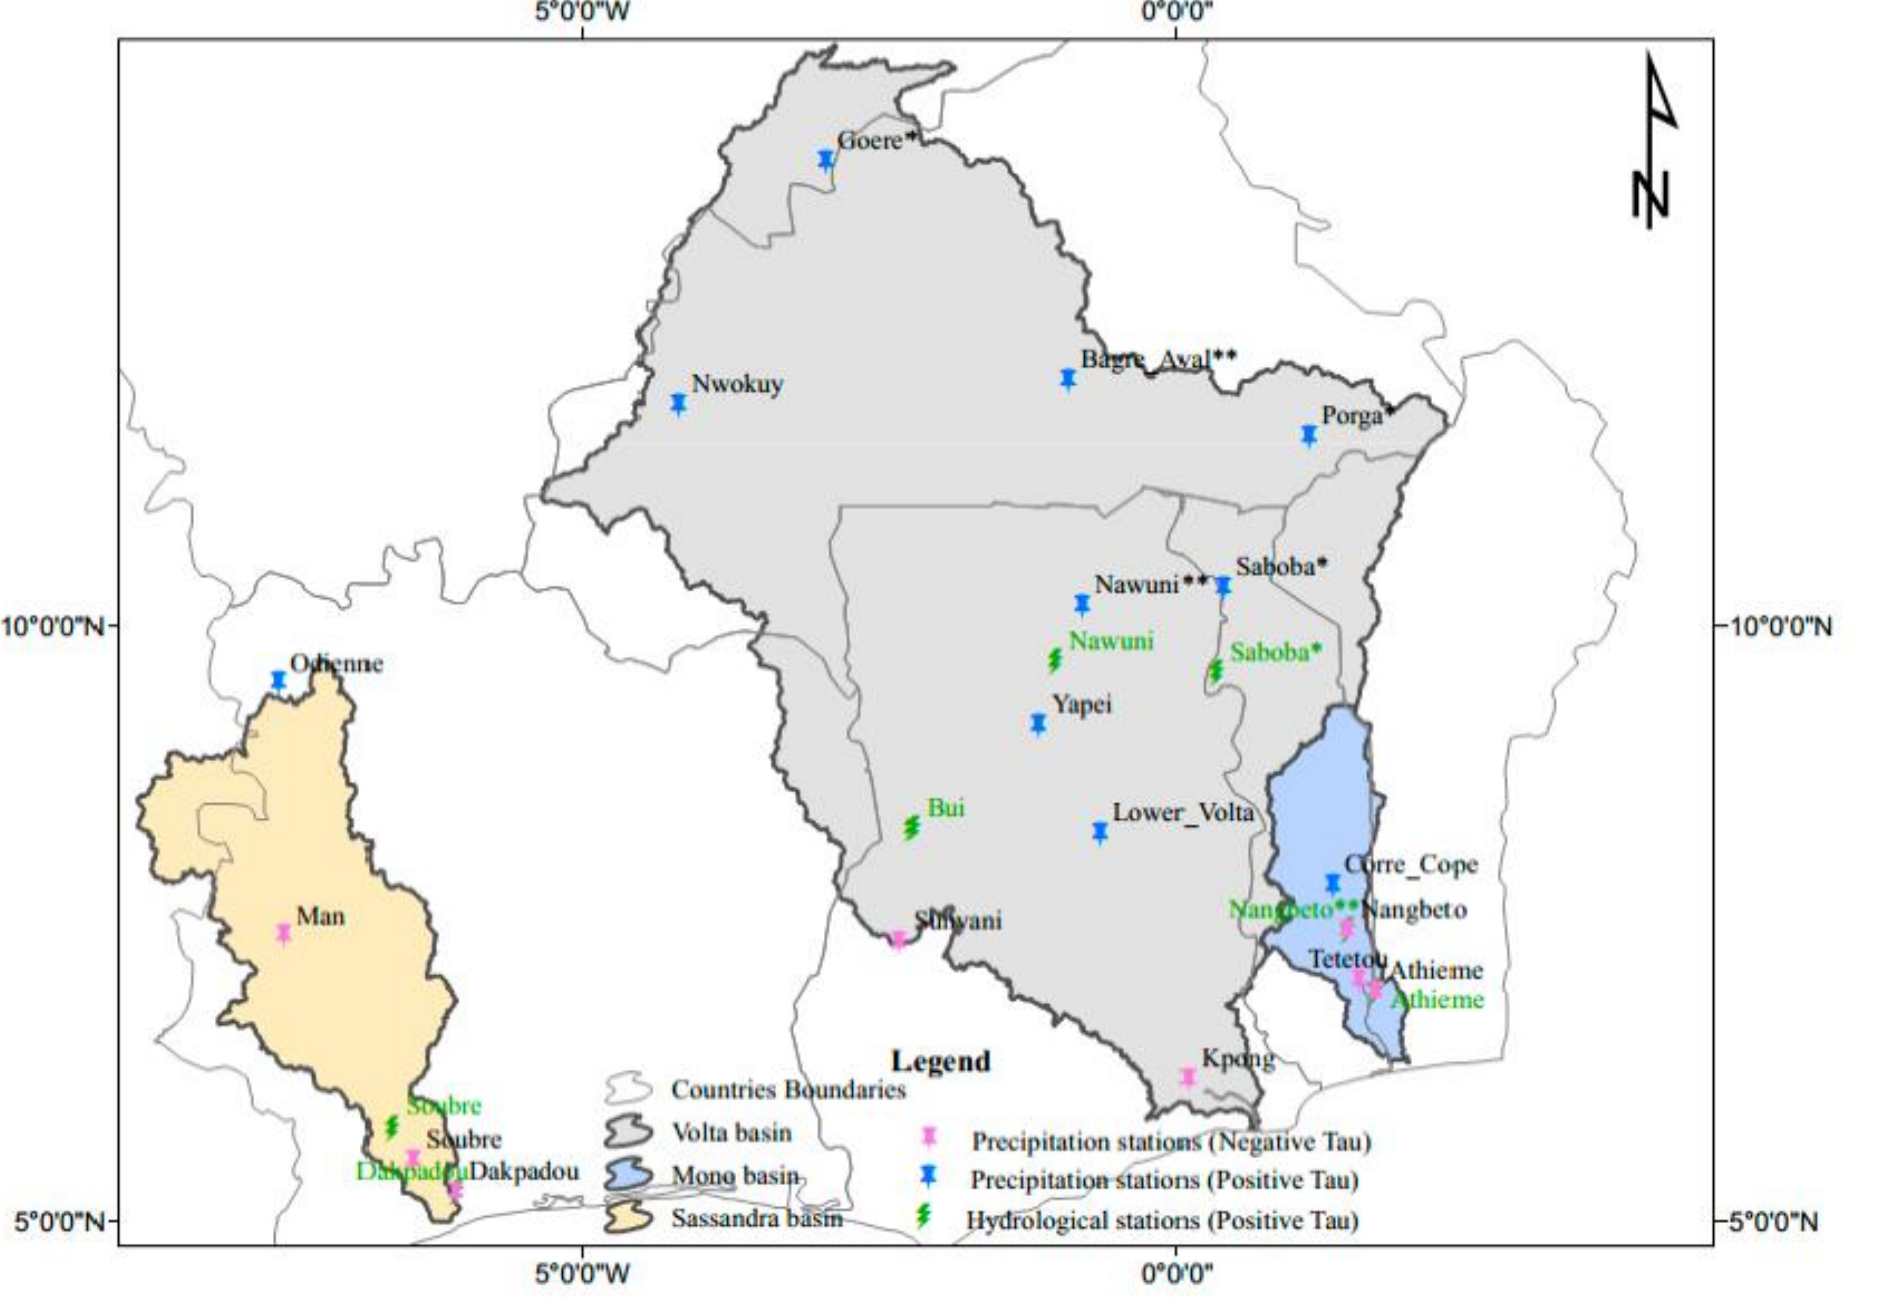 5°0'0"W
0°0'0"
N
Goere*
Bagre_Aval**
Nwokuy
Porga*
Saboba*
Nawuni**
10°0'0"N
10°0'0"N
Nawuni
Saboba*
Odienne
Yapei
Bui
Lower_Volta
Corre_Cope
Nangbeto**
Nangbeto
Man
Sunwani
Tetetou
Athieme
Athieme
Kpong
Legend
Countries Boundaries
Volta basin
Mono basin
Sassandra basin
Precipitation stations (Negative Tau)
Precipitation stations (Positive Tau)
Hydrological stations (Positive Tau)
Soubre
Soubre
Dakpadou
Dakpadou
5°0'0"N
5°0'0"N
5°0'0"W
0°0'0"